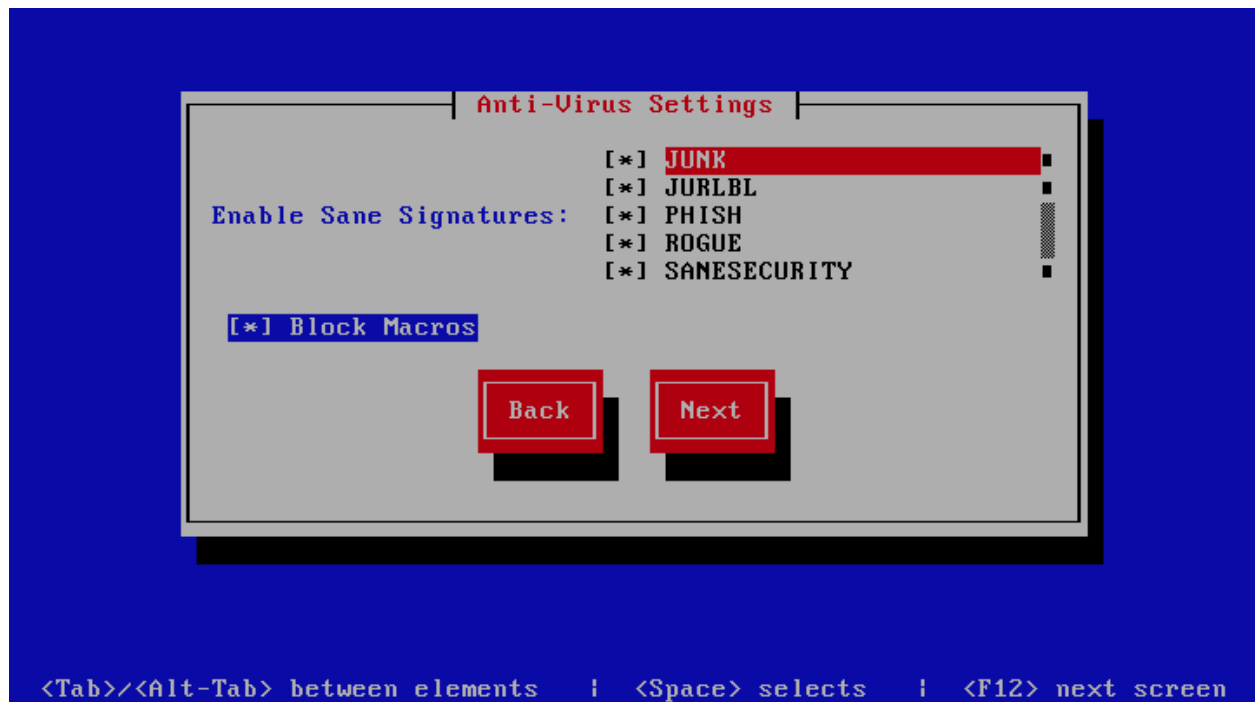 Anti-Virus Settings
[*] JUNK
[*] JURLBL
Enable Sane Signatures: [*] PHISH
[*] ROGUE
[*] SANESECURITY
[*] Block Macros
Back Next
<Tab>/<Alt-Tab> between elements | <Space> selects | <F12> next screen